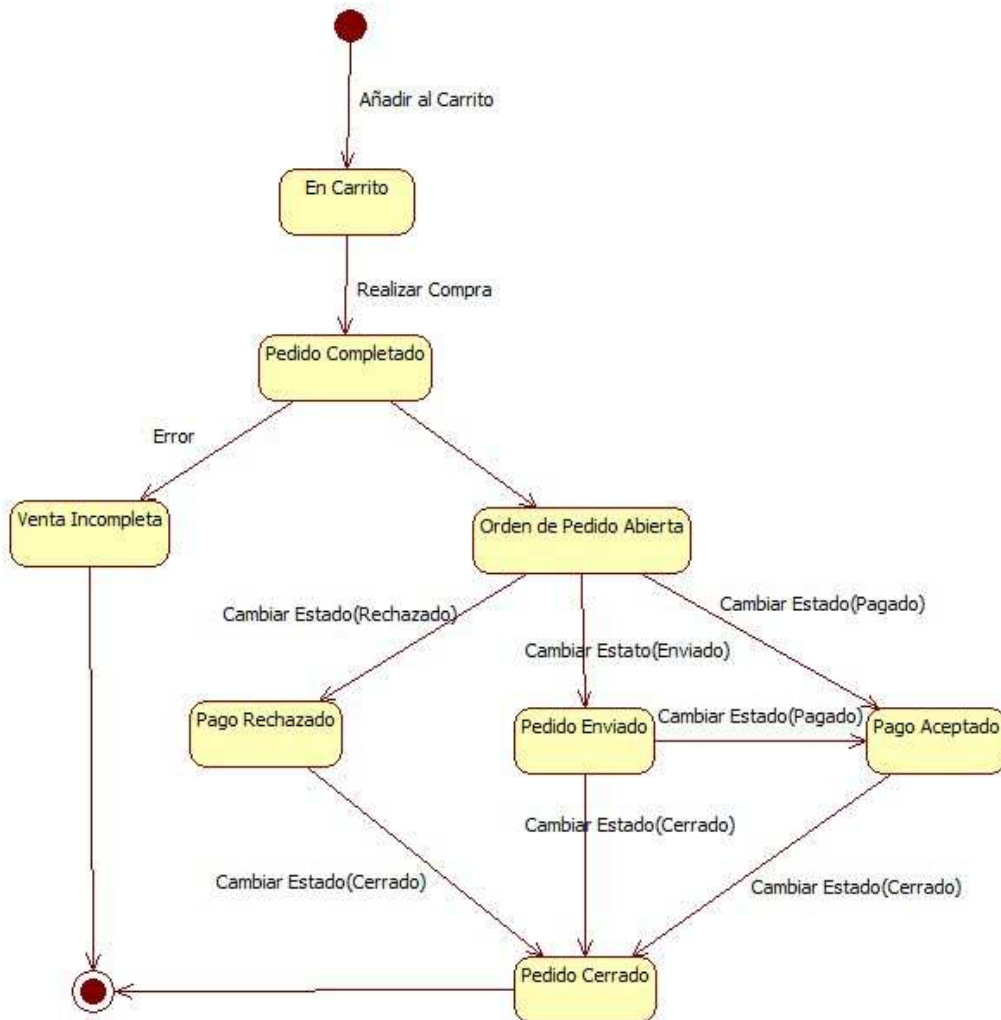 Añadir al Carrito
En Carrito
Realizar Compra
Pedido Completado
Error
Venta Incompleta
Orden de Pedido Abierta
Cambiar Estado(Rechazado)
Cambiar Estato(Enviado)
Cambiar Estado(Pagado)
Pago Rechazado
Pedido Enviado
Cambiar Estado(Pagado)
Pago Aceptado
Cambiar Estado(Cerrado)
Cambiar Estado(Cerrado)
Cambiar Estado(Cerrado)
Pedido Cerrado